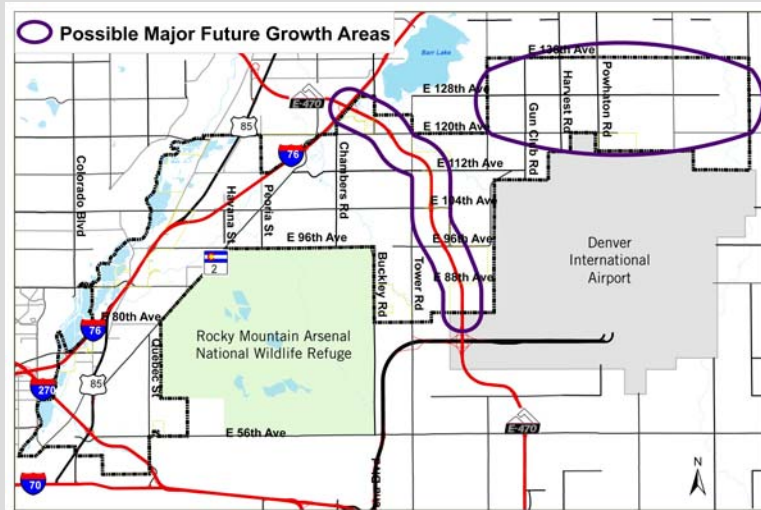 Possible Major Future Growth Areas
Barr Lake
E 136th Ave
E-470
E 128th Ave
85
E 120th Ave
76
E 112th Ave
Colorado Blvd
Havana St
Peoria St
Chambers Rd
Gun Club Rd
Harvest Rd
Powhaton Rd
E 104th Ave
E 96th Ave
E 96th Ave
2
Buckley Rd
Tower Rd
E 88th Ave
Denver
International
Airport
E 80th Ave
76
Rocky Mountain Arsenal
National Wildlife Refuge
Quebec St
85
270
E-470
E 56th Ave
70
N